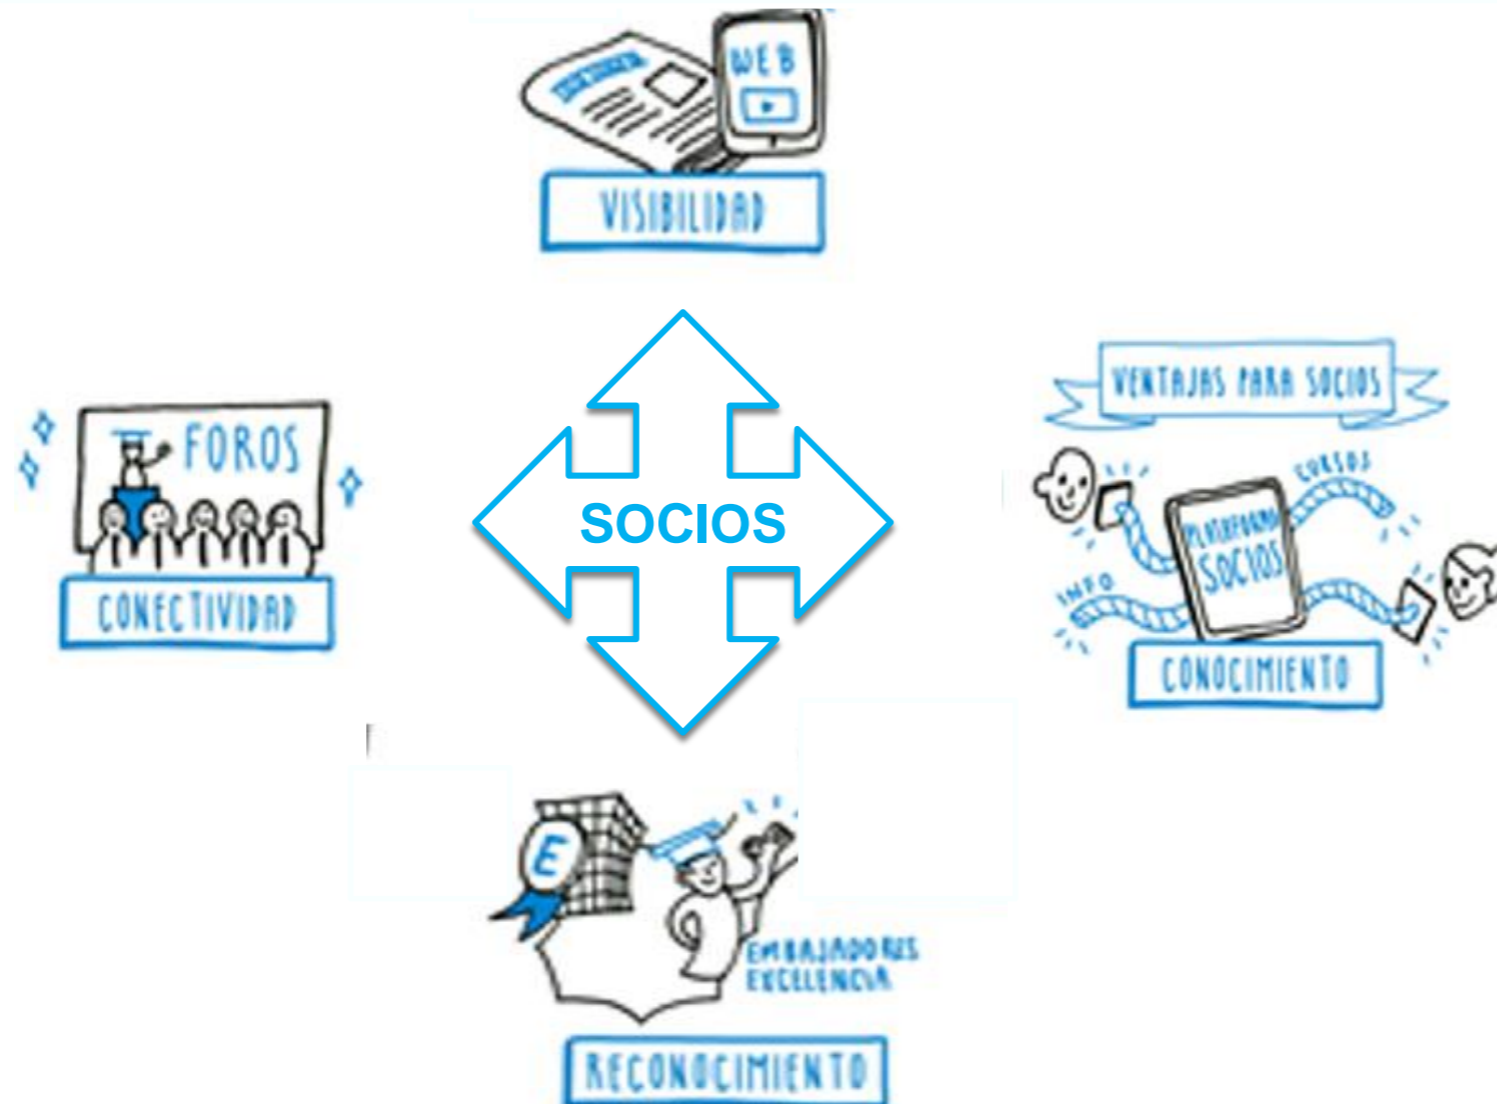 WEB
VISIBILIDAD
VENTAJAS PARA SOCIOS
FOROS
CURSOS
SOCIOS
PLATAFORMA
SOCIOS
INFO
CONECTIVIDAD
CONOCIMIENTO
E
EMBAJADORES
EXCELENCIA
RECONOCIMIENTO